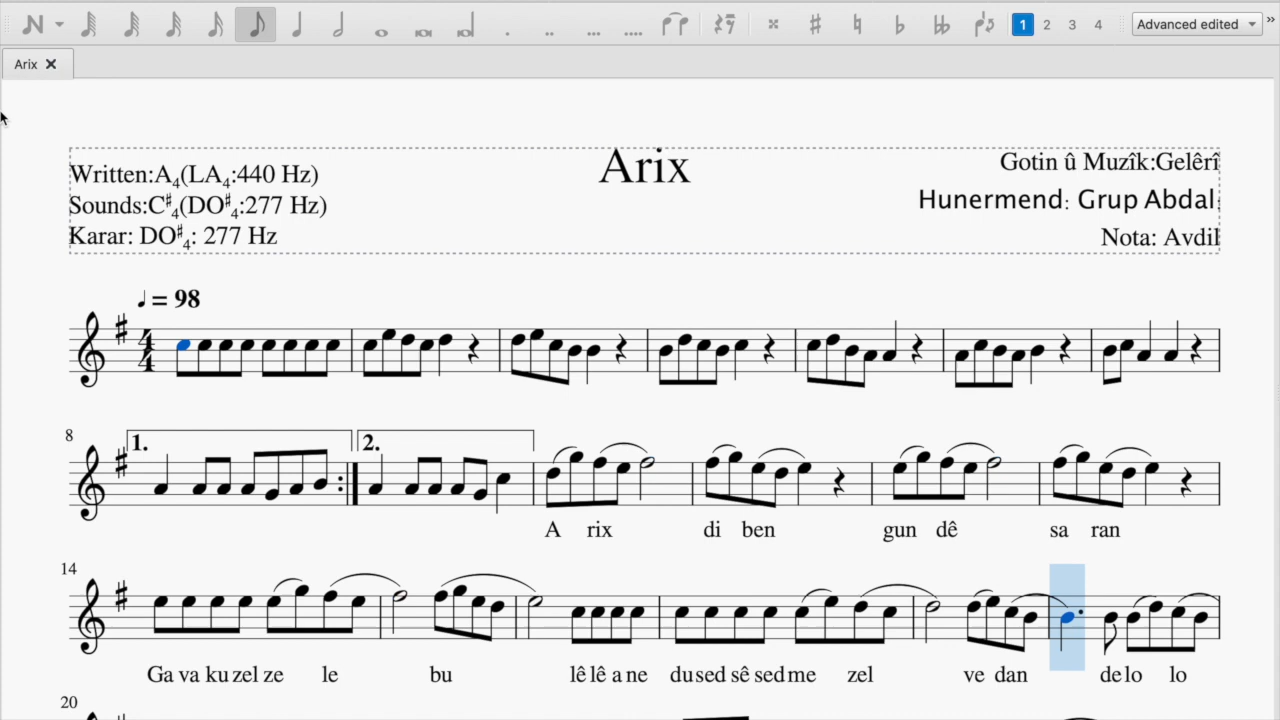 1 2 3 4 Advanced edited »
Arix
Arix
Written:A4(LA4:440 Hz)
Sounds:C♯4(DO♯4:277 Hz)
Karar: DO♯4: 277 Hz
Gotin û Muzîk:Gelêrî
Hunermend: Grup Abdal.
Nota: Avdil
♩ = 98
4
4
8
1. 2.
A rix di ben gun dê sa ran
14
Ga va ku zel ze le bu lê lê a ne du sed sê sed me zel ve dan de lo lo
20